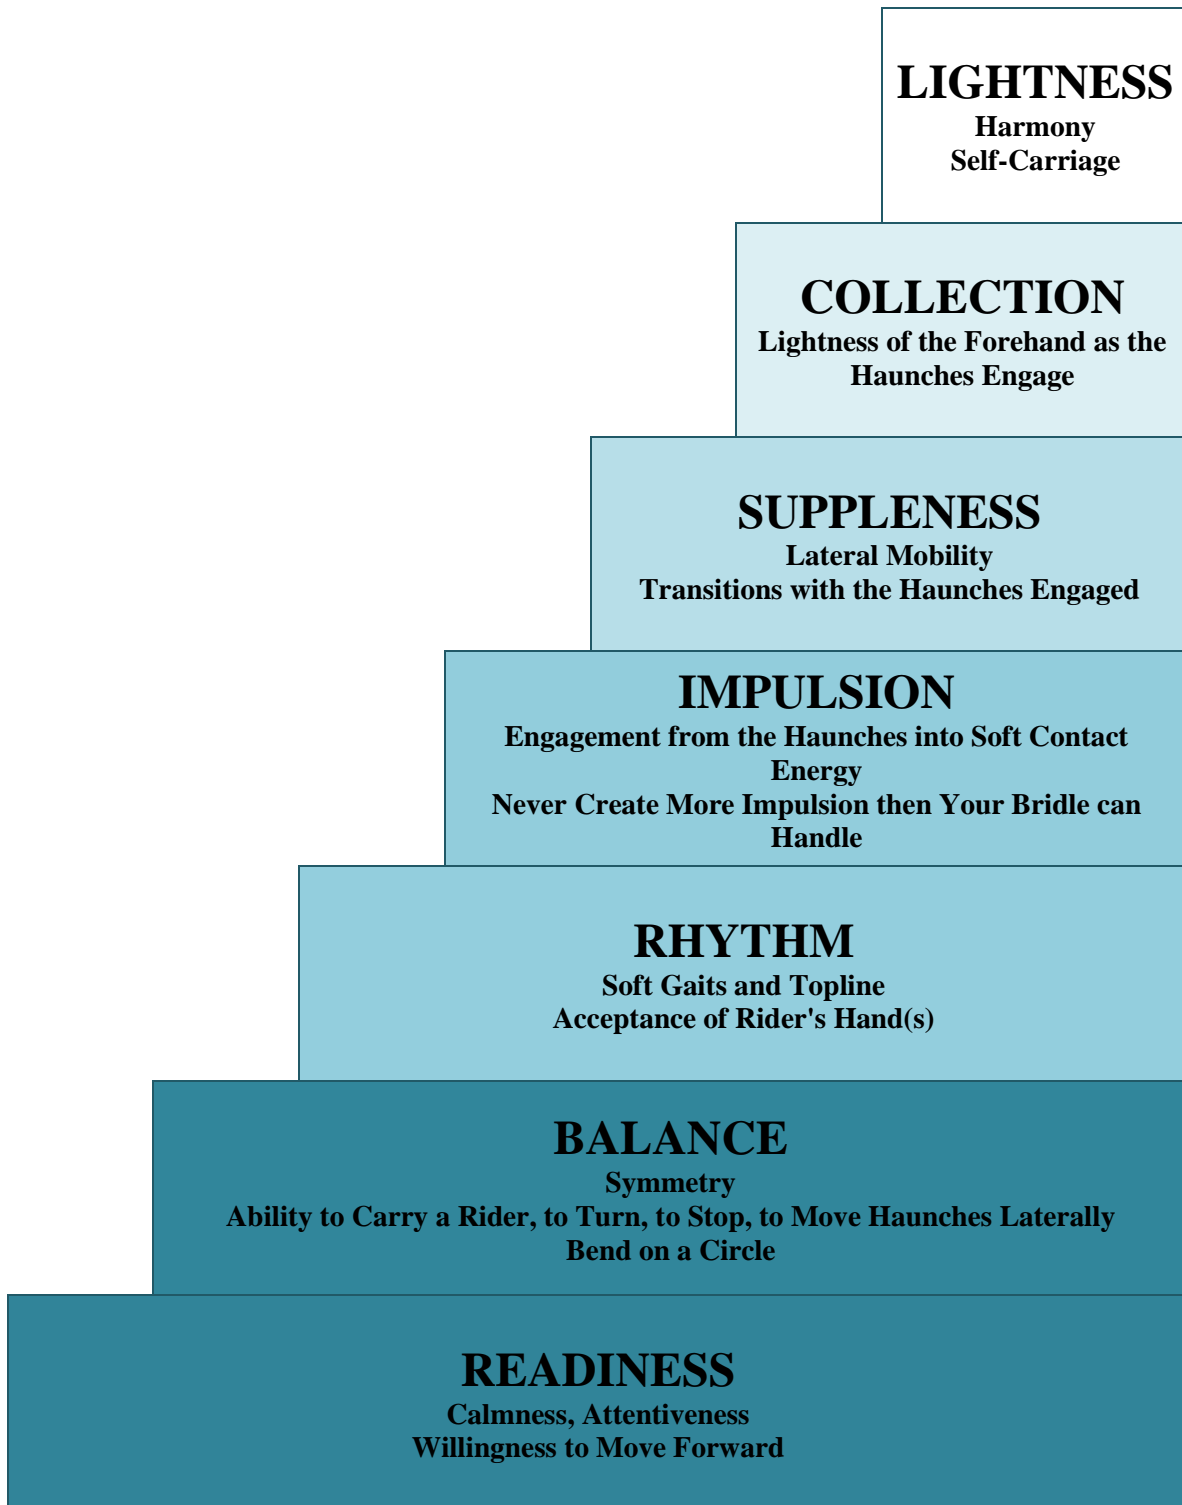 LIGHTNESS
Harmony
Self-Carriage
COLLECTION
Lightness of the Forehand as the
Haunches Engage
SUPPLENESS
Lateral Mobility
Transitions with the Haunches Engaged
IMPULSION
Engagement from the Haunches into Soft Contact
Energy
Never Create More Impulsion then Your Bridle can
Handle
RHYTHM
Soft Gaits and Topline
Acceptance of Rider's Hand(s)
BALANCE
Symmetry
Ability to Carry a Rider, to Turn, to Stop, to Move Haunches Laterally
Bend on a Circle
READINESS
Calmness, Attentiveness
Willingness to Move Forward